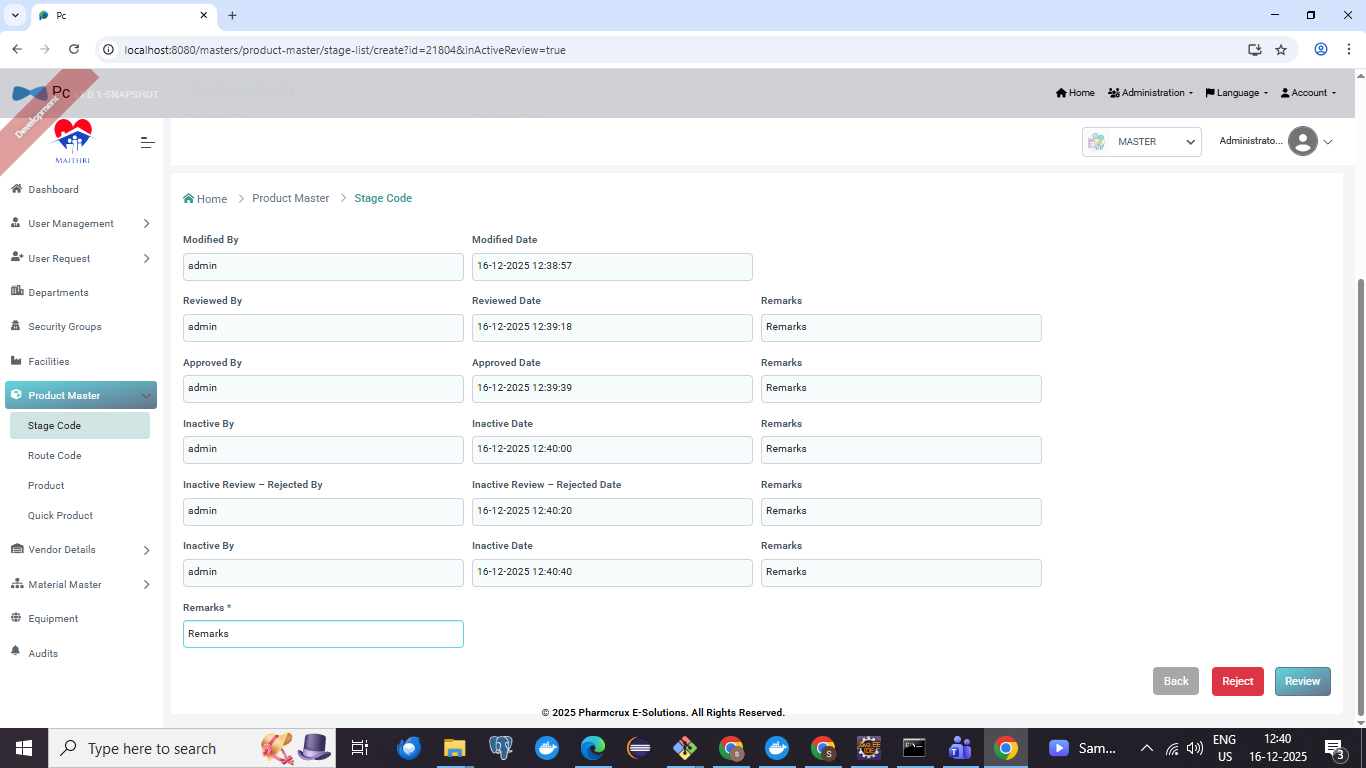 Pc
localhost:8080/masters/product-master/stage-list/create?id=21804&inActiveReview=true
Pc v1.0.1-SNAPSHOT
Development
User Activity Details
Home
Administration
Language
Account
MAITHRI
MASTER
Administrato...
Dashboard
User Management
User Request
Departments
Security Groups
Facilities
Product Master
Stage Code
Route Code
Product
Quick Product
Vendor Details
Material Master
Equipment
Audits
Home > Product Master > Stage Code
Modified By Modified Date
admin 16-12-2025 12:38:57
Reviewed By Reviewed Date Remarks
admin 16-12-2025 12:39:18 Remarks
Approved By Approved Date Remarks
admin 16-12-2025 12:39:39 Remarks
Inactive By Inactive Date Remarks
admin 16-12-2025 12:40:00 Remarks
Inactive Review – Rejected By Inactive Review – Rejected Date Remarks
admin 16-12-2025 12:40:20 Remarks
Inactive By Inactive Date Remarks
admin 16-12-2025 12:40:40 Remarks
Remarks *
Remarks
Back Reject Review
© 2025 Pharmcrux E-Solutions. All Rights Reserved.
Type here to search
Sam...
ENG
US
12:40
16-12-2025
3